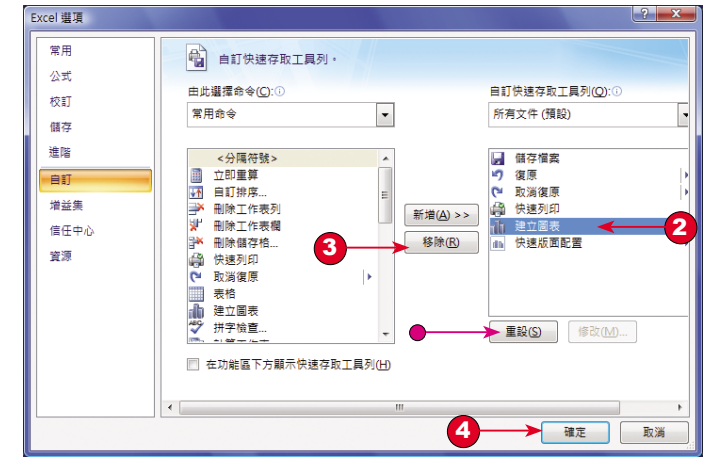 Excel 選項
常用
公式
校訂
儲存
進階
自訂
增益集
信任中心
資源
自訂快速存取工具列。
由此選擇命令(C):
常用命令
<分隔符號>
立即重算
自訂排序...
刪除工作表列
刪除工作表欄
刪除儲存格...
快速列印
取消復原
表格
建立圖表
拼字檢查...
新增(A) >>
移除(R)
3
自訂快速存取工具列(Q):
所有文件 (預設)
儲存檔案
復原
取消復原
快速列印
建立圖表
快速版面配置
2
重設(S)
修改(M)...
在功能區下方顯示快速存取工具列(H)
4
確定
取消